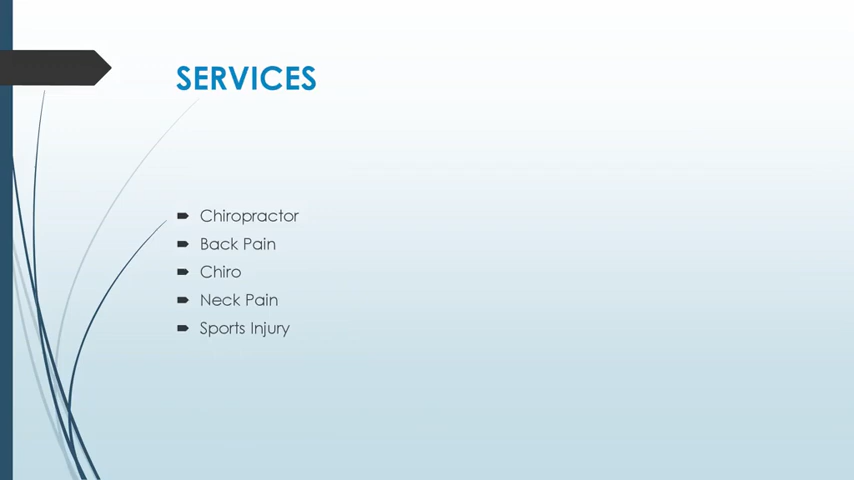 SERVICES
Chiropractor
Back Pain
Chiro
Neck Pain
Sports Injury